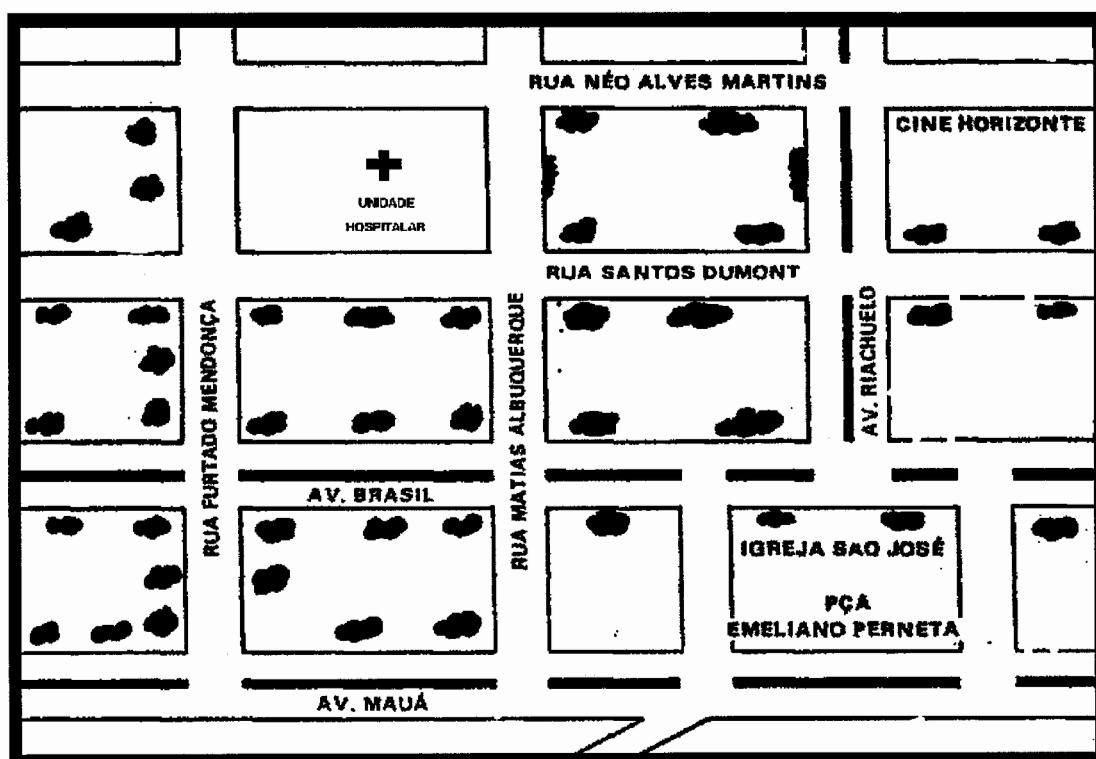 RUA NÉO ALVES MARTINS
CINE HORIZONTE
UNIDADE
HOSPITALAR
RUA SANTOS DUMONT
RUA FURTADO MENDONÇA
RUA MATIAS ALBUQUERQUE
AV. RIACHUELO
AV. BRASIL
IGREJA SAO JOSÉ
PÇA
EMELIANO PERNETA
AV. MAUÁ